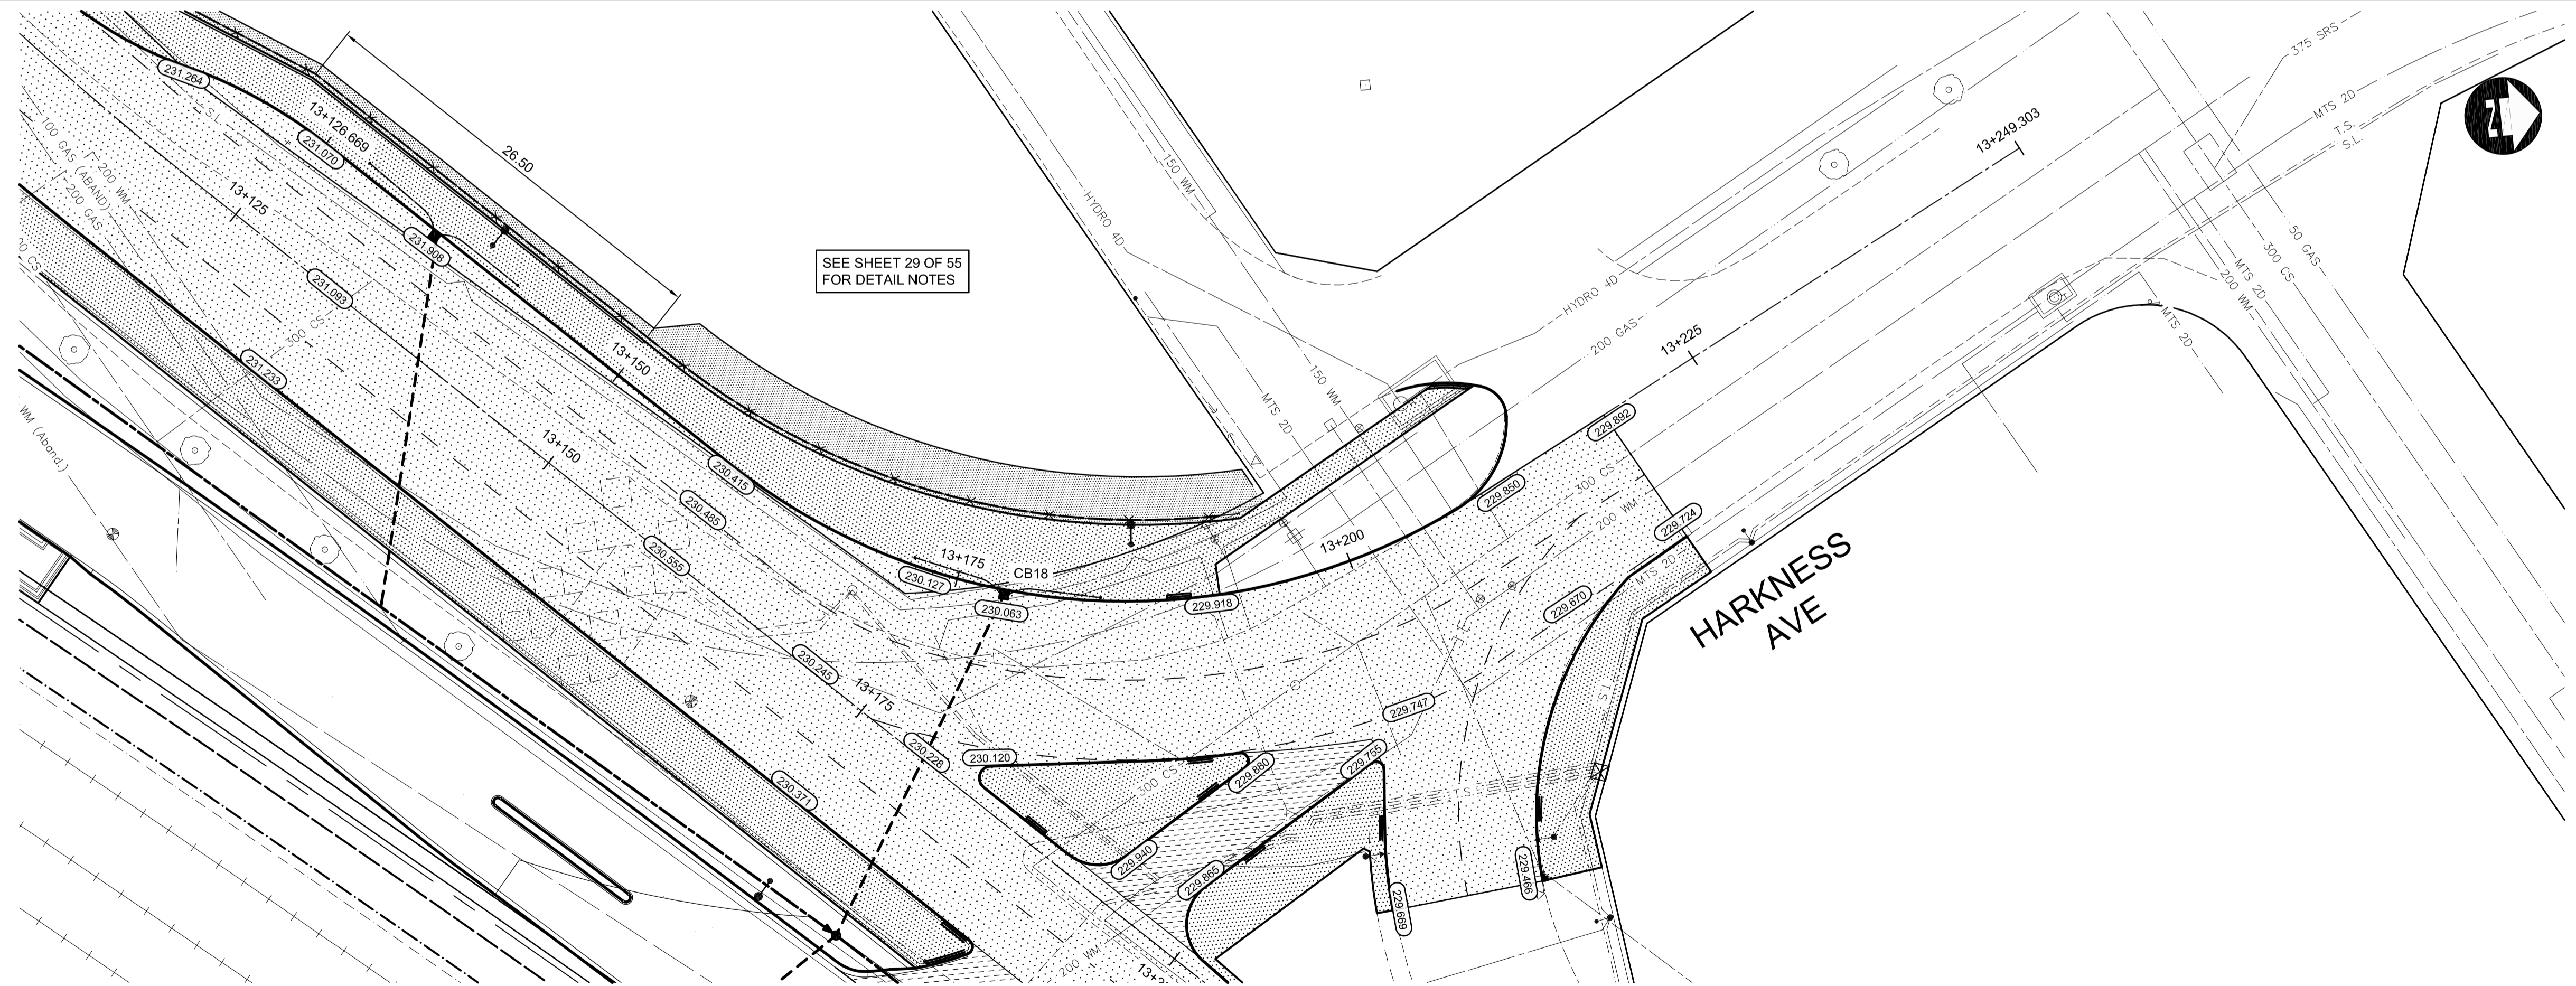 231.264
S.L.
13+126.669
231.070
26.50
100 GAS (ABAND)
200 WM
200 GAS
13+125
231.908
231.093
300 CS
231.233
WM (Aband.)
SEE SHEET 29 OF 55
FOR DETAIL NOTES
13+150
13+150
230.415
230.485
230.555
13+175
CB18
230.127
230.063
229.918
230.245
13+175
230.228
230.120
230.371
300 CS
229.880
229.755
229.940
229.865
200 WM
T.S.
T.S.
229.747
229.669
229.466
229.670
MTS 2D
229.724
229.892
229.850
300 CS
200 WM
13+200
HARKNESS
AVE
150 WM
HYDRO 4D
MTS 2D
150 WM
HYDRO 4D
200 GAS
13+225
13+249.303
375 SRS
MTS 2D
T.S.
S.L.
50 GAS
300 CS
MTS 2D
200 WM
MTS 2D
N